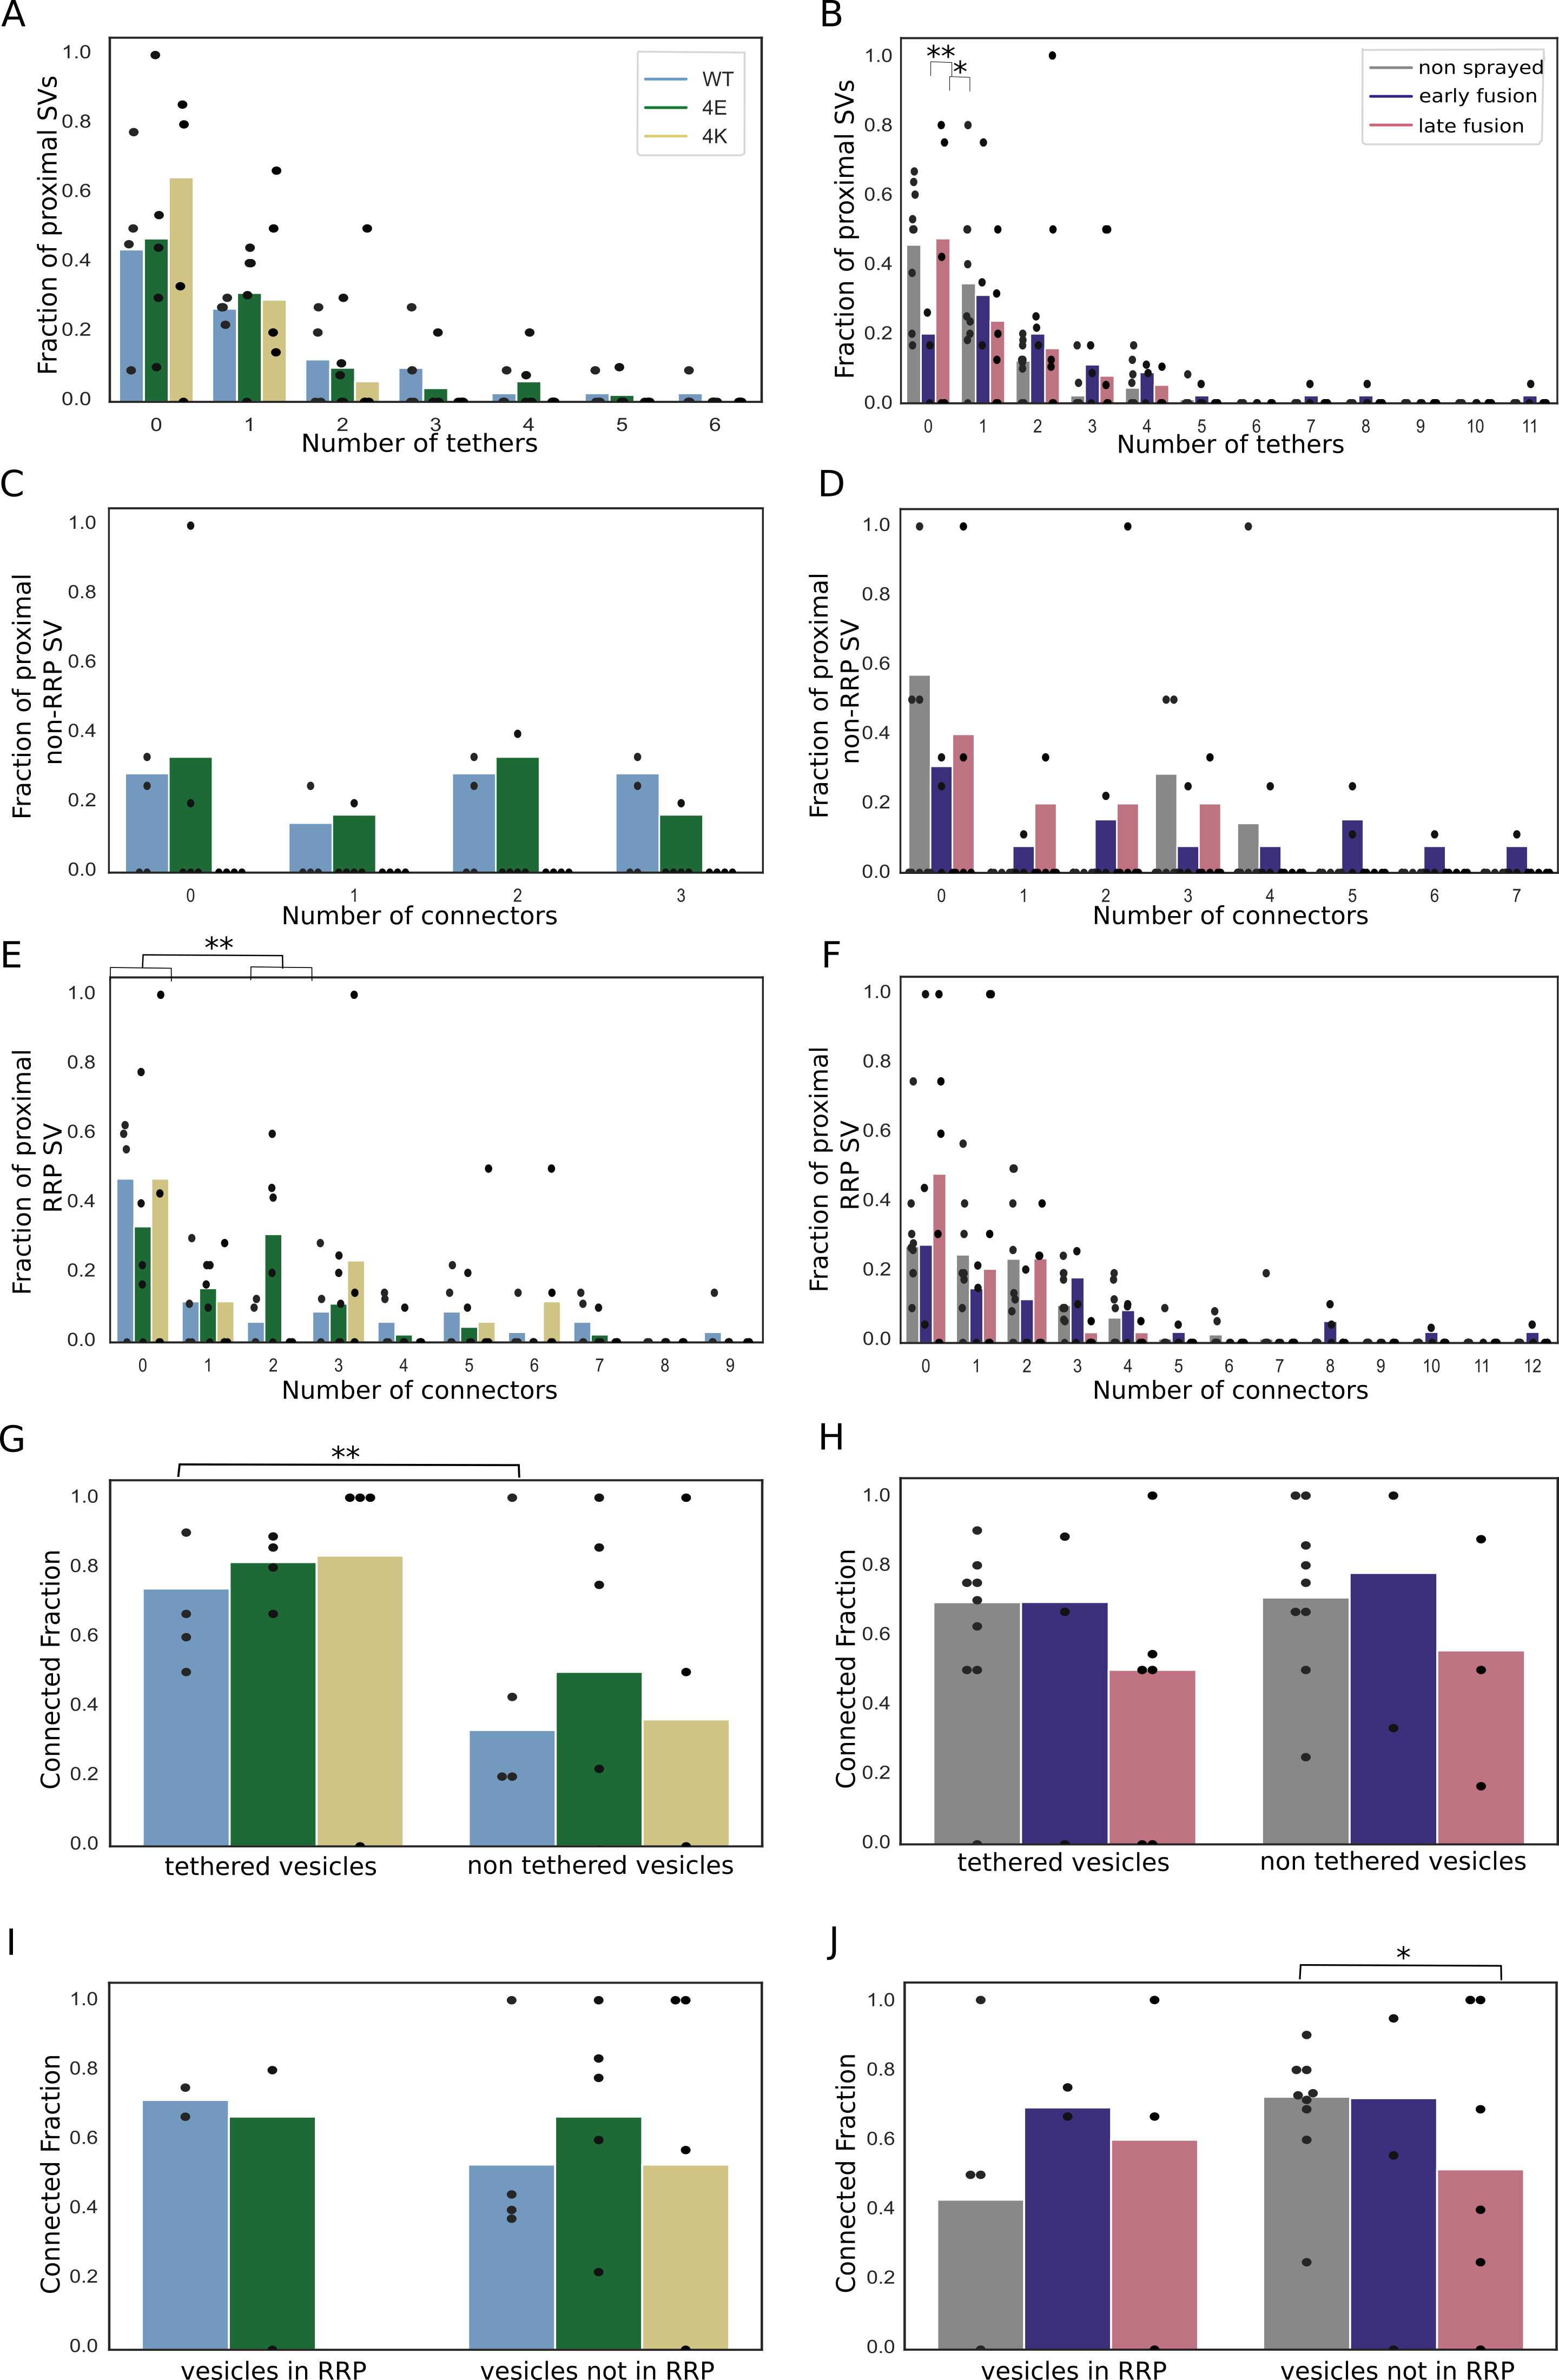 A
Fraction of proximal SVs
1.0
0.8
0.6
0.4
0.2
0.0
WT
4E
4K
0 1 2 3 4 5 6
Number of tethers
B
Fraction of proximal SVs
1.0
0.8
0.6
0.4
0.2
0.0
**
*
non sprayed
early fusion
late fusion
0 1 2 3 4 5 6 7 8 9 10 11
Number of tethers
C
Fraction of proximal
non-RRP SV
1.0
0.8
0.6
0.4
0.2
0.0
0 1 2 3
Number of connectors
D
Fraction of proximal
non-RRP SV
1.0
0.8
0.6
0.4
0.2
0.0
0 1 2 3 4 5 6 7
Number of connectors
E
**
Fraction of proximal
RRP SV
1.0
0.8
0.6
0.4
0.2
0.0
0 1 2 3 4 5 6 7 8 9
Number of connectors
F
Fraction of proximal
RRP SV
1.0
0.8
0.6
0.4
0.2
0.0
0 1 2 3 4 5 6 7 8 9 10 11 12
Number of connectors
G
**
Connected Fraction
1.0
0.8
0.6
0.4
0.2
0.0
tethered vesicles non tethered vesicles
H
Connected Fraction
1.0
0.8
0.6
0.4
0.2
0.0
tethered vesicles non tethered vesicles
I
Connected Fraction
1.0
0.8
0.6
0.4
0.2
0.0
vesicles in RRP vesicles not in RRP
J
*
Connected Fraction
1.0
0.8
0.6
0.4
0.2
0.0
vesicles in RRP vesicles not in RRP